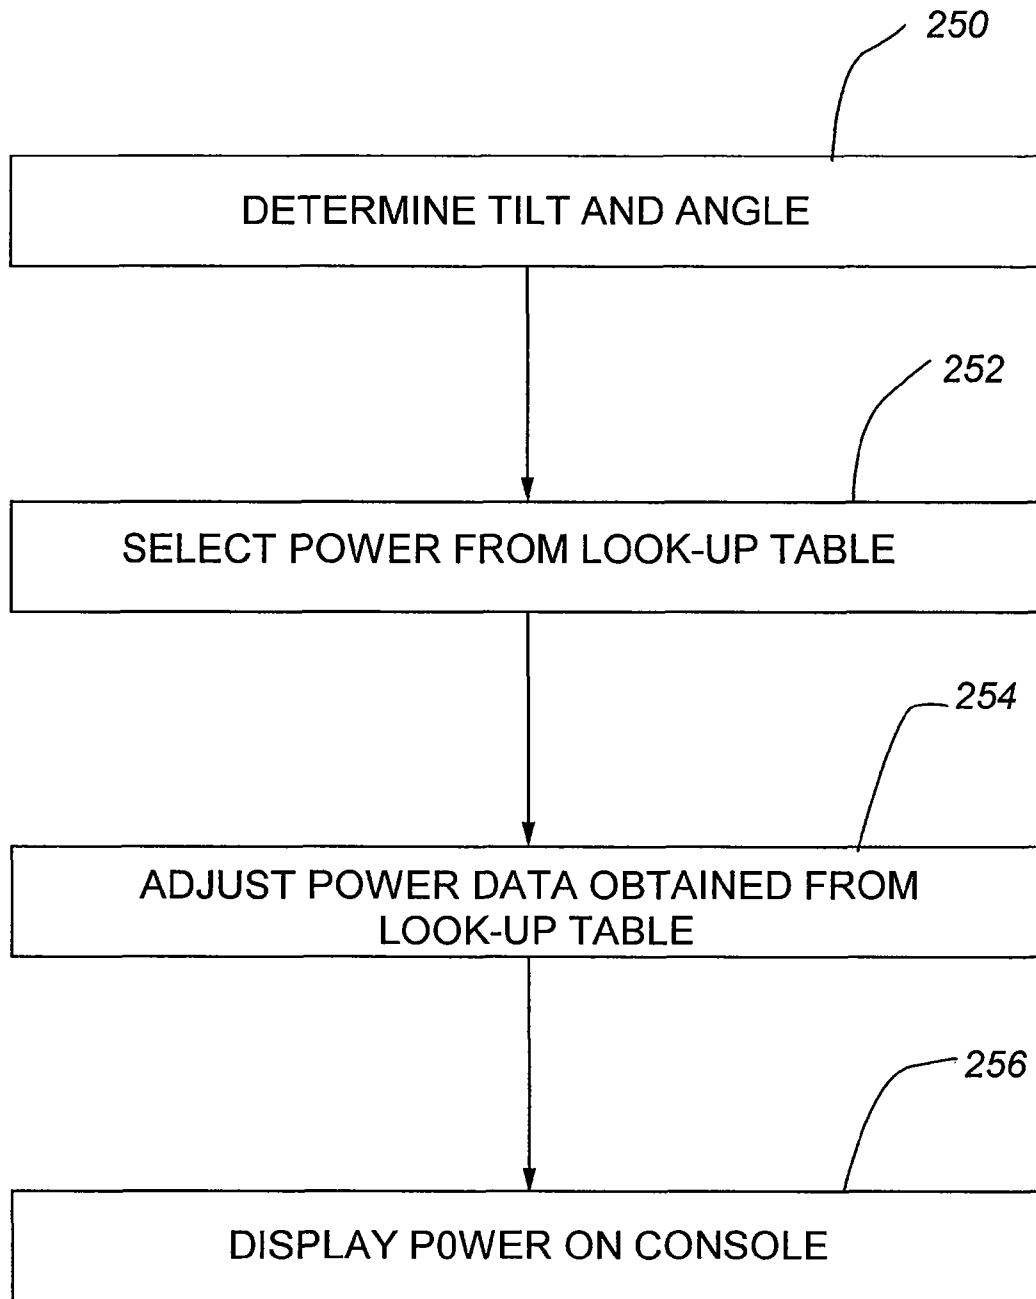 250
DETERMINE TILT AND ANGLE
252
SELECT POWER FROM LOOK-UP TABLE
254
ADJUST POWER DATA OBTAINED FROM
LOOK-UP TABLE
256
DISPLAY P0WER ON CONSOLE